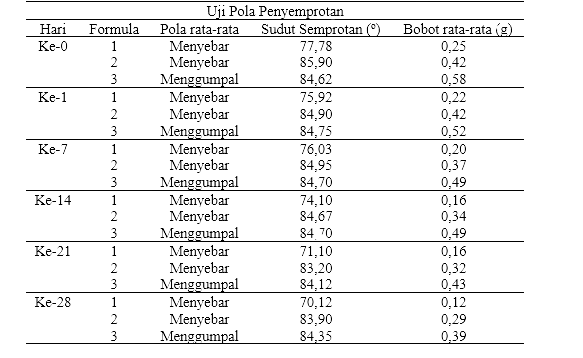 Uji Pola Penyemprotan
Hari Formula Pola rata-rata Sudut Semprotan (º) Bobot rata-rata (g)
Ke-0 1 Menyebar 77,78 0,25
2 Menyebar 85,90 0,42
3 Menggumpal 84,62 0,58
Ke-1 1 Menyebar 75,92 0,22
2 Menyebar 84,90 0,42
3 Menggumpal 84,75 0,52
Ke-7 1 Menyebar 76,03 0,20
2 Menyebar 84,95 0,37
3 Menggumpal 84,70 0,49
Ke-14 1 Menyebar 74,10 0,16
2 Menyebar 84,67 0,34
3 Menggumpal 84,70 0,49
Ke-21 1 Menyebar 71,10 0,16
2 Menyebar 83,20 0,32
3 Menggumpal 84,12 0,43
Ke-28 1 Menyebar 70,12 0,12
2 Menyebar 83,90 0,29
3 Menggumpal 84,35 0,39